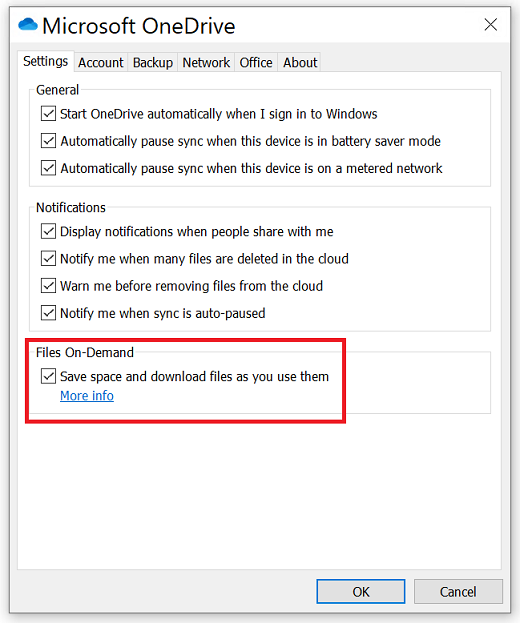 Microsoft OneDrive
Settings Account Backup Network Office About
General
Start OneDrive automatically when I sign in to Windows
Automatically pause sync when this device is in battery saver mode
Automatically pause sync when this device is on a metered network
Notifications
Display notifications when people share with me
Notify me when many files are deleted in the cloud
Warn me before removing files from the cloud
Notify me when sync is auto-paused
Files On-Demand
Save space and download files as you use them
More info
OK Cancel